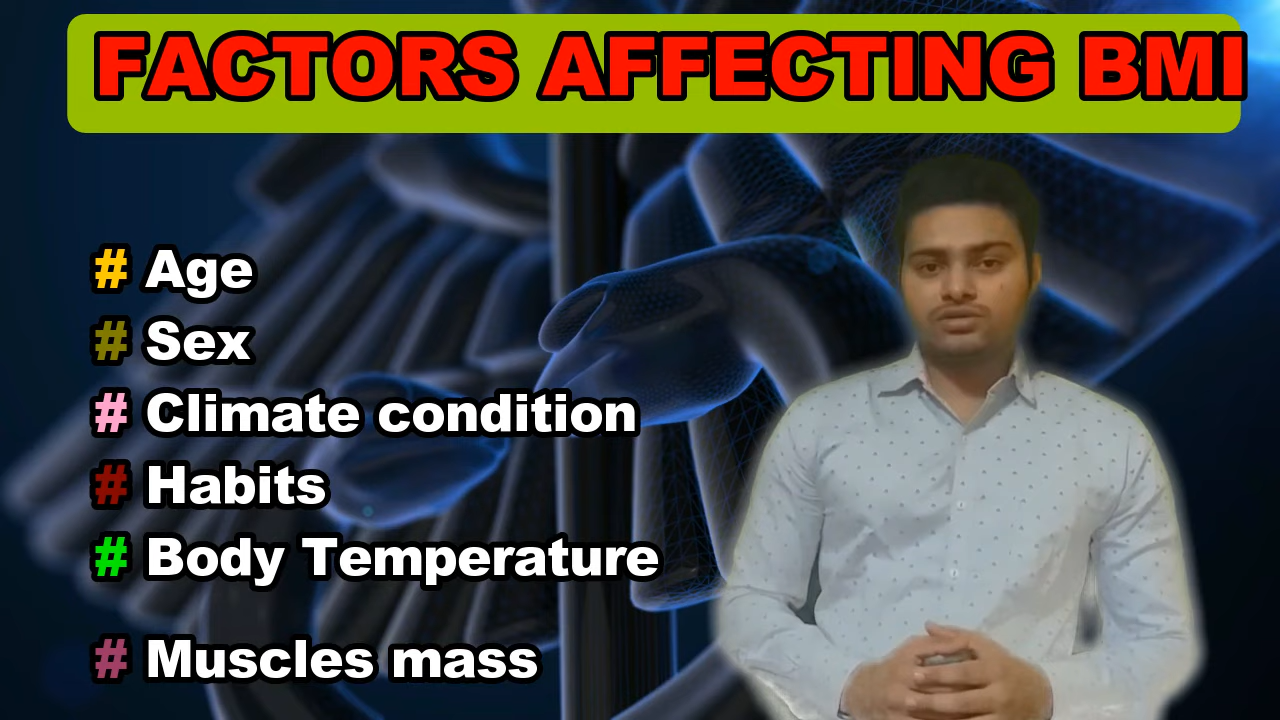 FACTORS AFFECTING BMI
# Age
# Sex
# Climate condition
# Habits
# Body Temperature
# Muscles mass